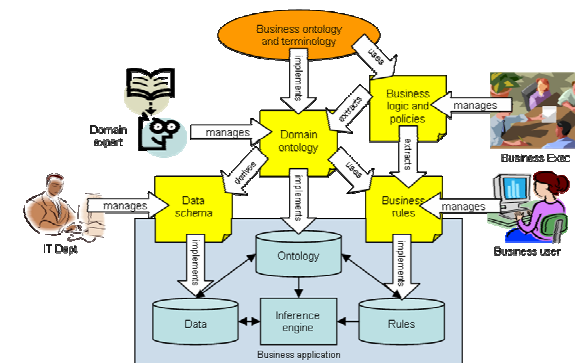 Business ontology
and terminology
implements
uses
Business
logic and
policies
manages
Business Exec
extracts
Domain
expert
manages
Domain
ontology
extracts
derives
uses
implements
IT Dept
manages
Data
schema
Business
rules
manages
Business user
implements
implements
Ontology
Data
Inference
engine
Rules
Business application